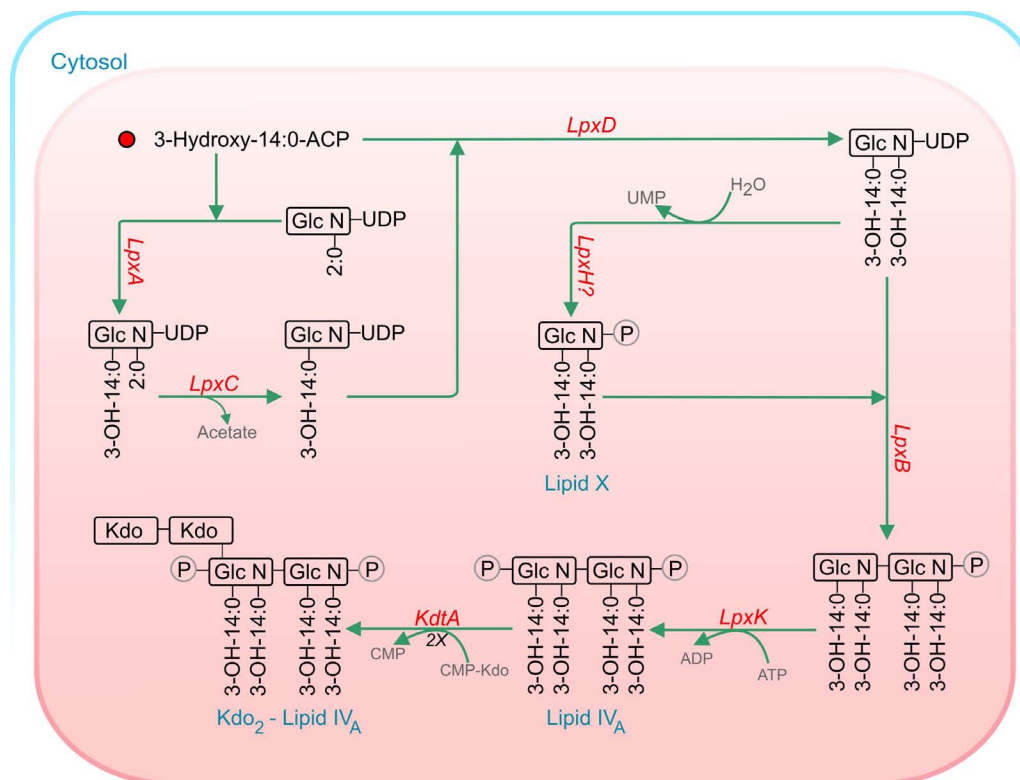 Cytosol
3-Hydroxy-14:0-ACP
LpxD
Glc N UDP
3-OH-14:0
3-OH-14:0
UMP
H2O
LpxH?
Glc N UDP
2:0
LpxA
Glc N UDP
3-OH-14:0
2:0
LpxC
Acetate
Glc N UDP
3-OH-14:0
Glc N P
3-OH-14:0
3-OH-14:0
Lipid X
LpxB
Kdo Kdo
P Glc N Glc N P
3-OH-14:0
3-OH-14:0
3-OH-14:0
3-OH-14:0
Kdo2 - Lipid IVA
KdtA
2X
CMP
CMP-Kdo
P Glc N Glc N P
3-OH-14:0
3-OH-14:0
3-OH-14:0
3-OH-14:0
Lipid IVA
LpxK
ADP
ATP
Glc N Glc N P
3-OH-14:0
3-OH-14:0
3-OH-14:0
3-OH-14:0